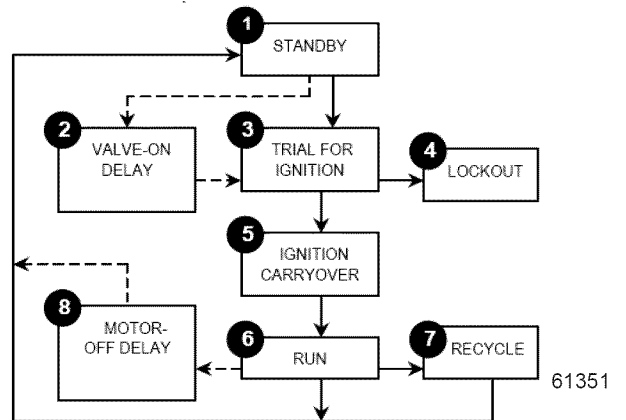 1
STANDBY
2
VALVE-ON
DELAY
3
TRIAL FOR
IGNITION
4
LOCKOUT
5
IGNITION
CARRYOVER
8
MOTOR-
OFF DELAY
6
RUN
7
RECYCLE
61351